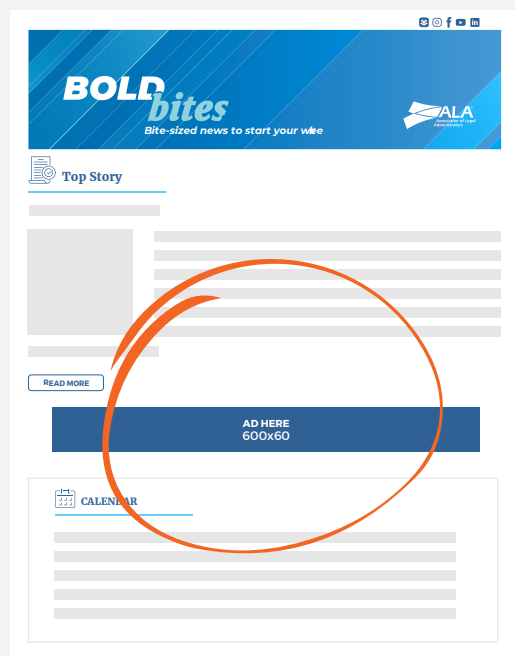 BOLD
bites
Bite-sized news to start your wee
ALA
Association of Legal
Administrators
Top Story
READ MORE
AD HERE
600x60
CALENDAR